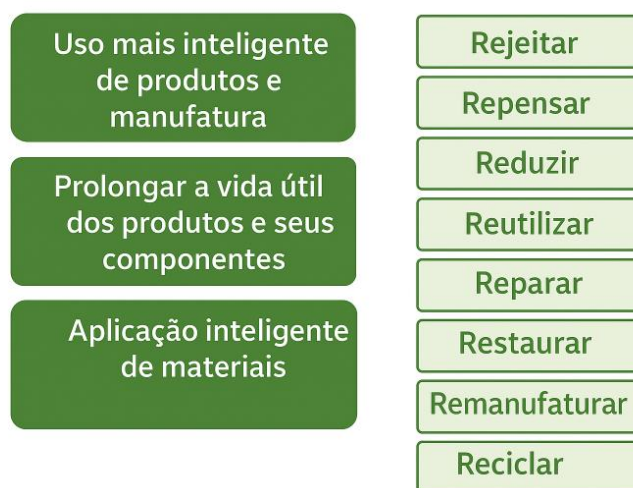 Uso mais inteligente
de produtos e
manufatura
Prolongar a vida útil
dos produtos e seus
componentes
Aplicação inteligente
de materiais
Rejeitar
Repensar
Reduzir
Reutilizar
Reparar
Restaurar
Remanufaturar
Reciclar